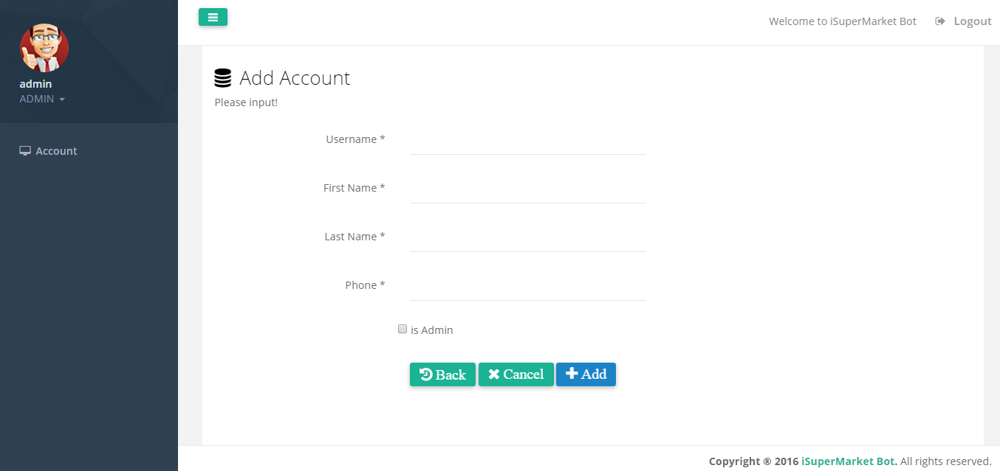 admin
ADMIN
Account
Welcome to iSuperMarket Bot
Logout
Add Account
Please input!
Username *
First Name *
Last Name *
Phone *
is Admin
Back
Cancel
Add
Copyright ® 2016 iSuperMarket Bot. All rights reserved.